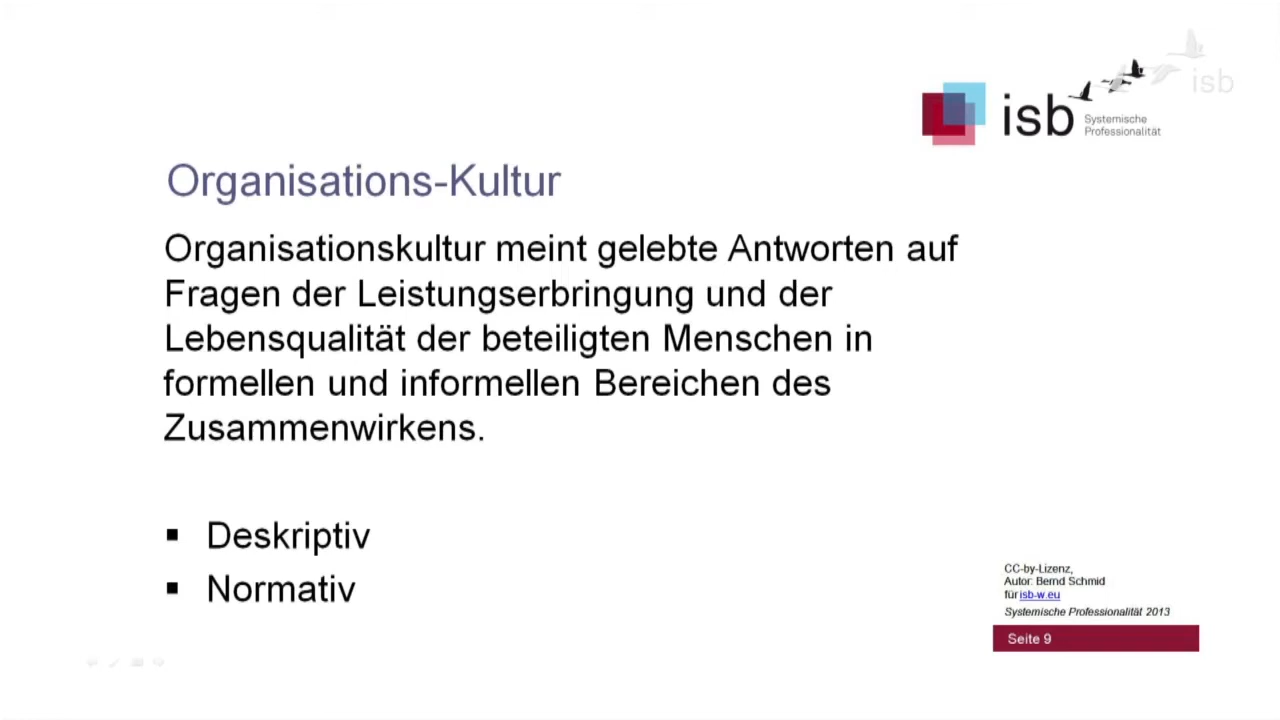 isb
isb
Systemische
Professionalität
Organisations-Kultur
Organisationskultur meint gelebte Antworten auf
Fragen der Leistungserbringung und der
Lebensqualität der beteiligten Menschen in
formellen und informellen Bereichen des
Zusammenwirkens.
▪ Deskriptiv
▪ Normativ
CC-by-Lizenz,
Autor: Bernd Schmid
für isb-w.eu
Systemische Professionalität 2013
Seite 9